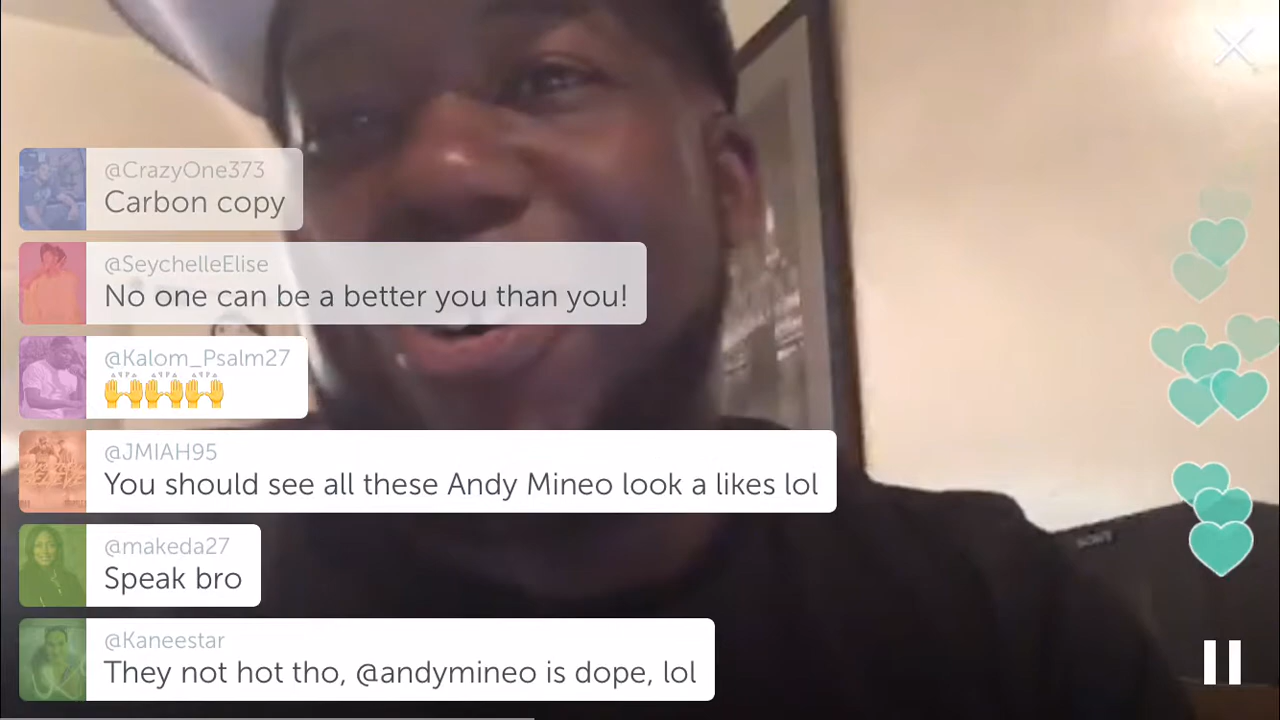 @CrazyOne373
Carbon copy
@SeychelleElise
No one can be a better you than you!
@Kalom_Psalm27
🙌🙌🙌
@JMIAH95
You should see all these Andy Mineo look a likes lol
SONY
@makeda27
Speak bro
@Kaneestar
They not hot tho, @andymineo is dope, lol